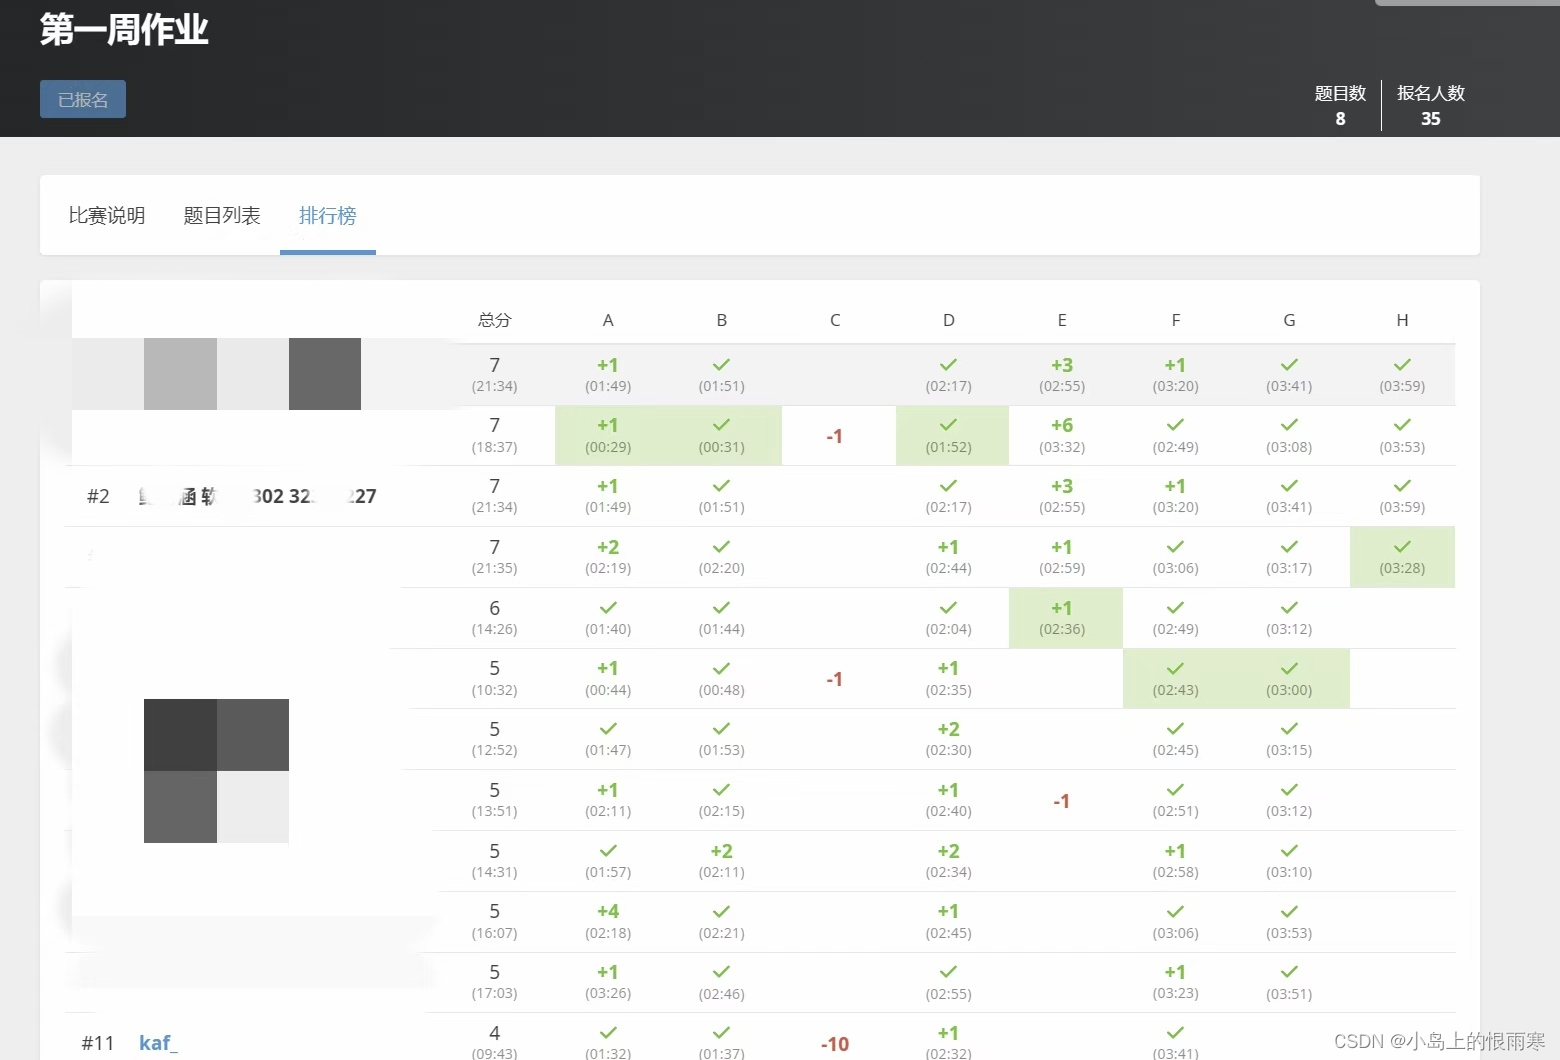 第一周作业
已报名
题目数 报名人数
8 35
比赛说明 题目列表 排行榜
总分 A B C D E F G H
7 +1 ✓ ✓ +3 +1 ✓ ✓
(21:34) (01:49) (01:51) (02:17) (02:55) (03:20) (03:41) (03:59)
7 +1 ✓ -1 ✓ +6 ✓ ✓ ✓
(18:37) (00:29) (00:31) (01:52) (03:32) (02:49) (03:08) (03:53)
#2 涵 软 302 32 227 7 +1 ✓ ✓ +3 +1 ✓ ✓
(21:34) (01:49) (01:51) (02:17) (02:55) (03:20) (03:41) (03:59)
7 +2 ✓ +1 +1 ✓ ✓ ✓
(21:35) (02:19) (02:20) (02:44) (02:59) (03:06) (03:17) (03:28)
6 ✓ ✓ ✓ +1 ✓ ✓
(14:26) (01:40) (01:44) (02:04) (02:36) (02:49) (03:12)
5 +1 ✓ -1 +1 ✓ ✓
(10:32) (00:44) (00:48) (02:35) (02:43) (03:00)
5 ✓ ✓ +2 ✓ ✓
(12:52) (01:47) (01:53) (02:30) (02:45) (03:15)
5 +1 ✓ +1 -1 ✓ ✓
(13:51) (02:11) (02:15) (02:40) (02:51) (03:12)
5 ✓ +2 +2 +1 ✓
(14:31) (01:57) (02:11) (02:34) (02:58) (03:10)
5 +4 ✓ +1 ✓ ✓
(16:07) (02:18) (02:21) (02:45) (03:06) (03:53)
5 +1 ✓ ✓ +1 ✓
(17:03) (03:26) (02:46) (02:55) (03:23) (03:51)
#11 kaf_ 4 ✓ ✓ -10 +1 ✓
(09:43) (01:32) (01:37) (02:32) (03:41)
CSDN @小岛上的恨雨寒